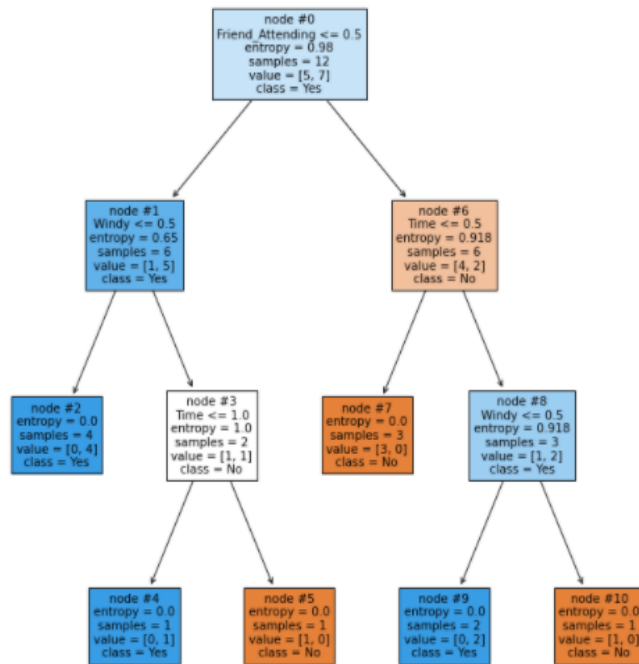 node #0
Friend_Attending <= 0.5
entropy = 0.98
samples = 12
value = [5, 7]
class = Yes
node #1
Windy <= 0.5
entropy = 0.65
samples = 6
value = [1, 5]
class = Yes
node #6
Time <= 0.5
entropy = 0.918
samples = 6
value = [4, 2]
class = No
node #2
entropy = 0.0
samples = 4
value = [0, 4]
class = Yes
node #3
Time <= 1.0
entropy = 1.0
samples = 2
value = [1, 1]
class = No
node #7
entropy = 0.0
samples = 3
value = [3, 0]
class = No
node #8
Windy <= 0.5
entropy = 0.918
samples = 3
value = [1, 2]
class = Yes
node #4
entropy = 0.0
samples = 1
value = [0, 1]
class = Yes
node #5
entropy = 0.0
samples = 1
value = [1, 0]
class = No
node #9
entropy = 0.0
samples = 2
value = [0, 2]
class = Yes
node #10
entropy = 0.0
samples = 1
value = [1, 0]
class = No